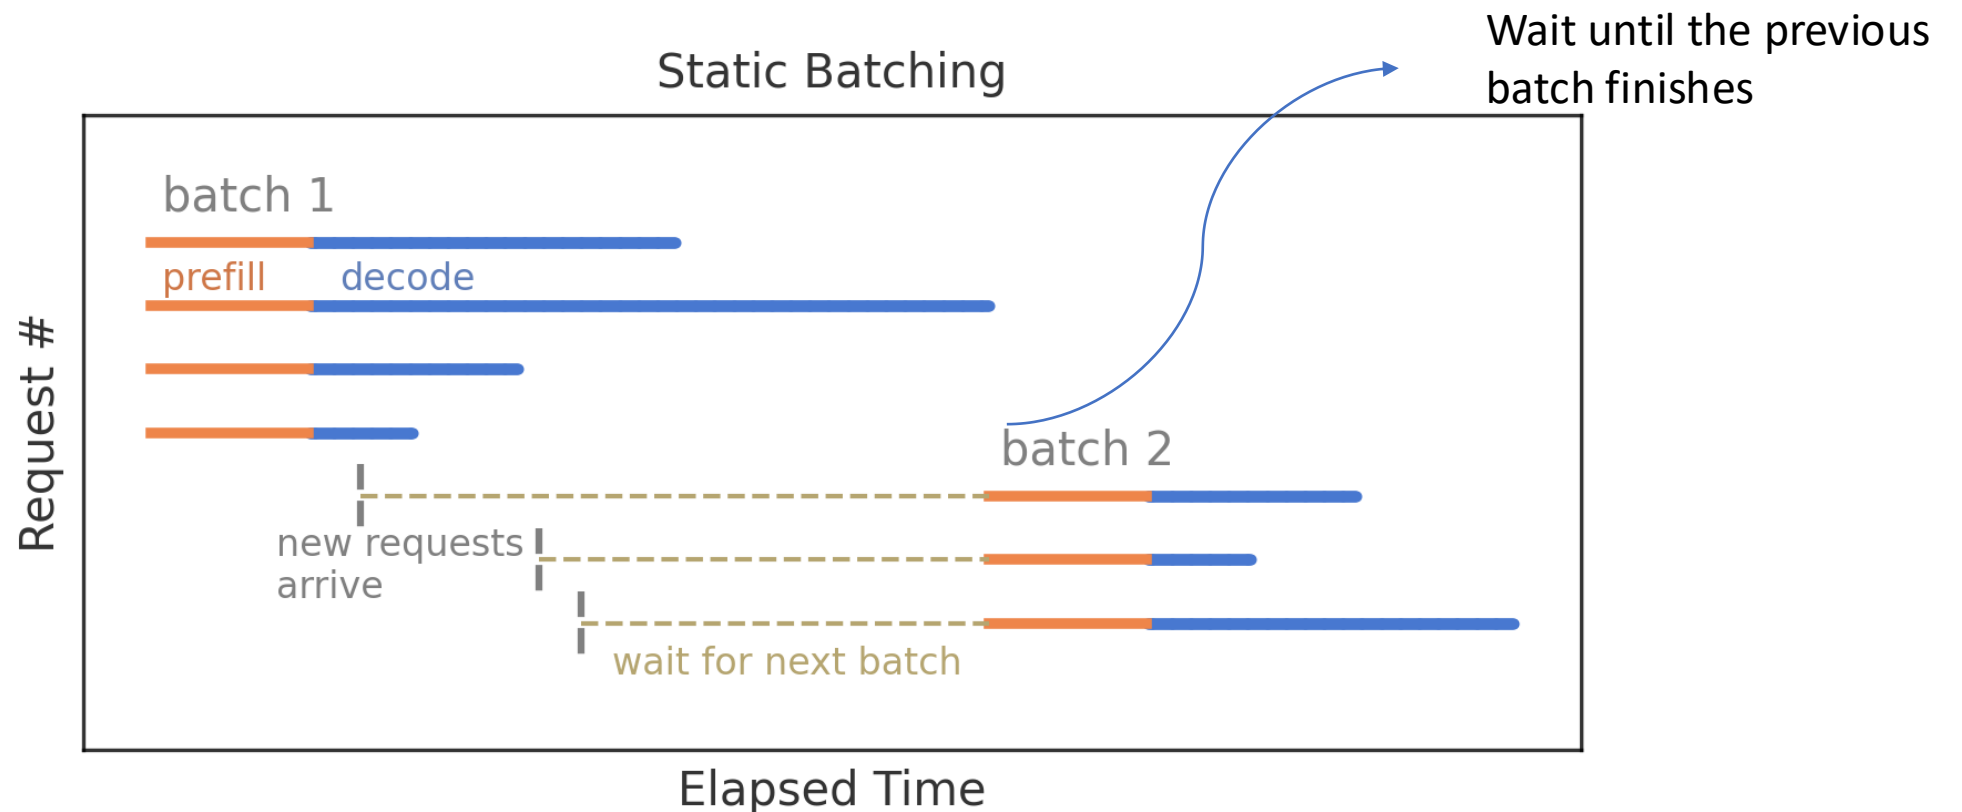 Wait until the previous
batch finishes
Static Batching
batch 1
prefill decode
Request #
batch 2
new requests
arrive
wait for next batch
Elapsed Time